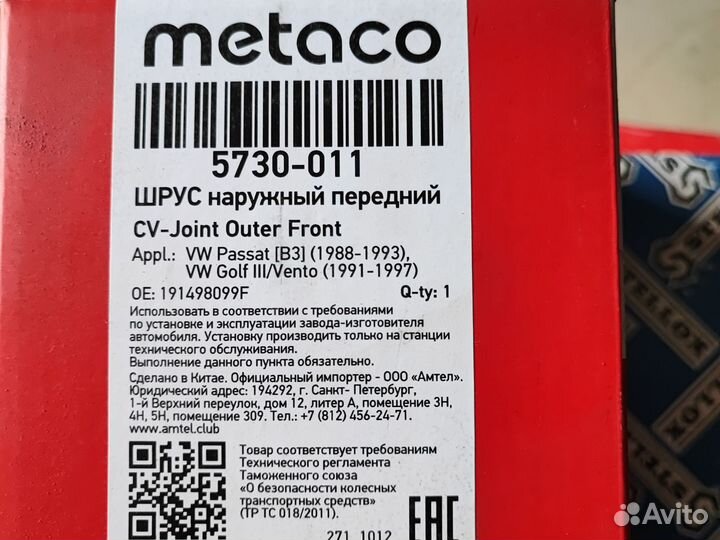 metaco
5730-011
ШРУС наружный передний
CV-Joint Outer Front
Appl.: VW Passat [B3] (1988-1993),
VW Golf III/Vento (1991-1997)
OE: 191498099F Q-ty: 1
Использовать в соответствии с требованиями
по установке и эксплуатации завода-изготовителя
автомобиля. Установку производить только на станции
технического обслуживания.
Выполнение данного пункта обязательно.
Сделано в Китае. Официальный импортер - ООО «Амтел».
Юридический адрес: 194292, г. Санкт- Петербург,
1-й Верхний переулок, дом 12, литер А, помещение 3Н,
4Н, 5Н, помещение 309. Тел.: +7 (812) 456-24-71.
www.amtel.club
Товар соответствует требованиям
Технического регламента
Таможенного союза
«О безопасности колесных
транспортных средств»
(ТР ТС 018/2011).
EAC
271 1012
STELLOX
STELLOX
Avito